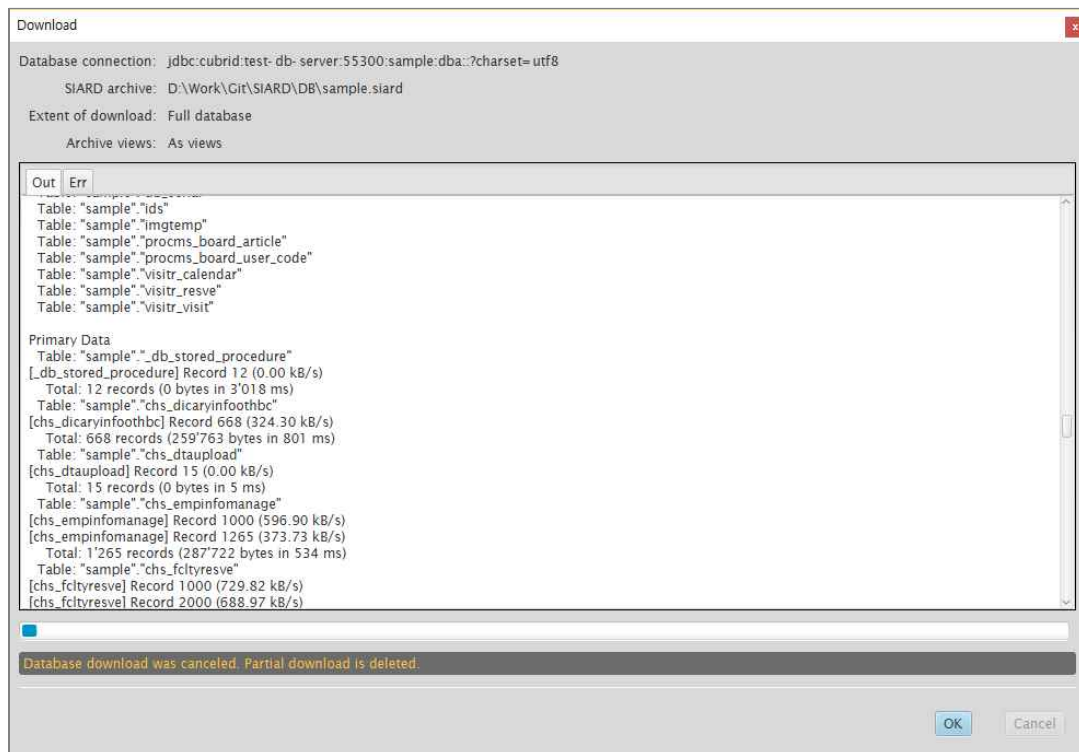 Download
x
Database connection: jdbc:cubrid:test- db- server:55300:sample:dba::?charset=utf8
SIARD archive: D:\Work\Git\SIARD\DB\sample.siard
Extent of download: Full database
Archive views: As views
Out Err
Table: "sample"."ids"
Table: "sample"."imgtemp"
Table: "sample"."procms_board_article"
Table: "sample"."procms_board_user_code"
Table: "sample"."visitr_calendar"
Table: "sample"."visitr_resve"
Table: "sample"."visitr_visit"
Primary Data
Table: "sample"."_db_stored_procedure"
[_db_stored_procedure] Record 12 (0.00 kB/s)
Total: 12 records (0 bytes in 3'018 ms)
Table: "sample"."chs_dicaryinfoothbc"
[chs_dicaryinfoothbc] Record 668 (324.30 kB/s)
Total: 668 records (259'763 bytes in 801 ms)
Table: "sample"."chs_dtaupload"
[chs_dtaupload] Record 15 (0.00 kB/s)
Total: 15 records (0 bytes in 5 ms)
Table: "sample"."chs_empinfomanage"
[chs_empinfomanage] Record 1000 (596.90 kB/s)
[chs_empinfomanage] Record 1265 (373.73 kB/s)
Total: 1'265 records (287'722 bytes in 534 ms)
Table: "sample"."chs_fcltyresve"
[chs_fcltyresve] Record 1000 (729.82 kB/s)
[chs_fcltyresve] Record 2000 (688.97 kB/s)
Database download was canceled. Partial download is deleted.
OK Cancel